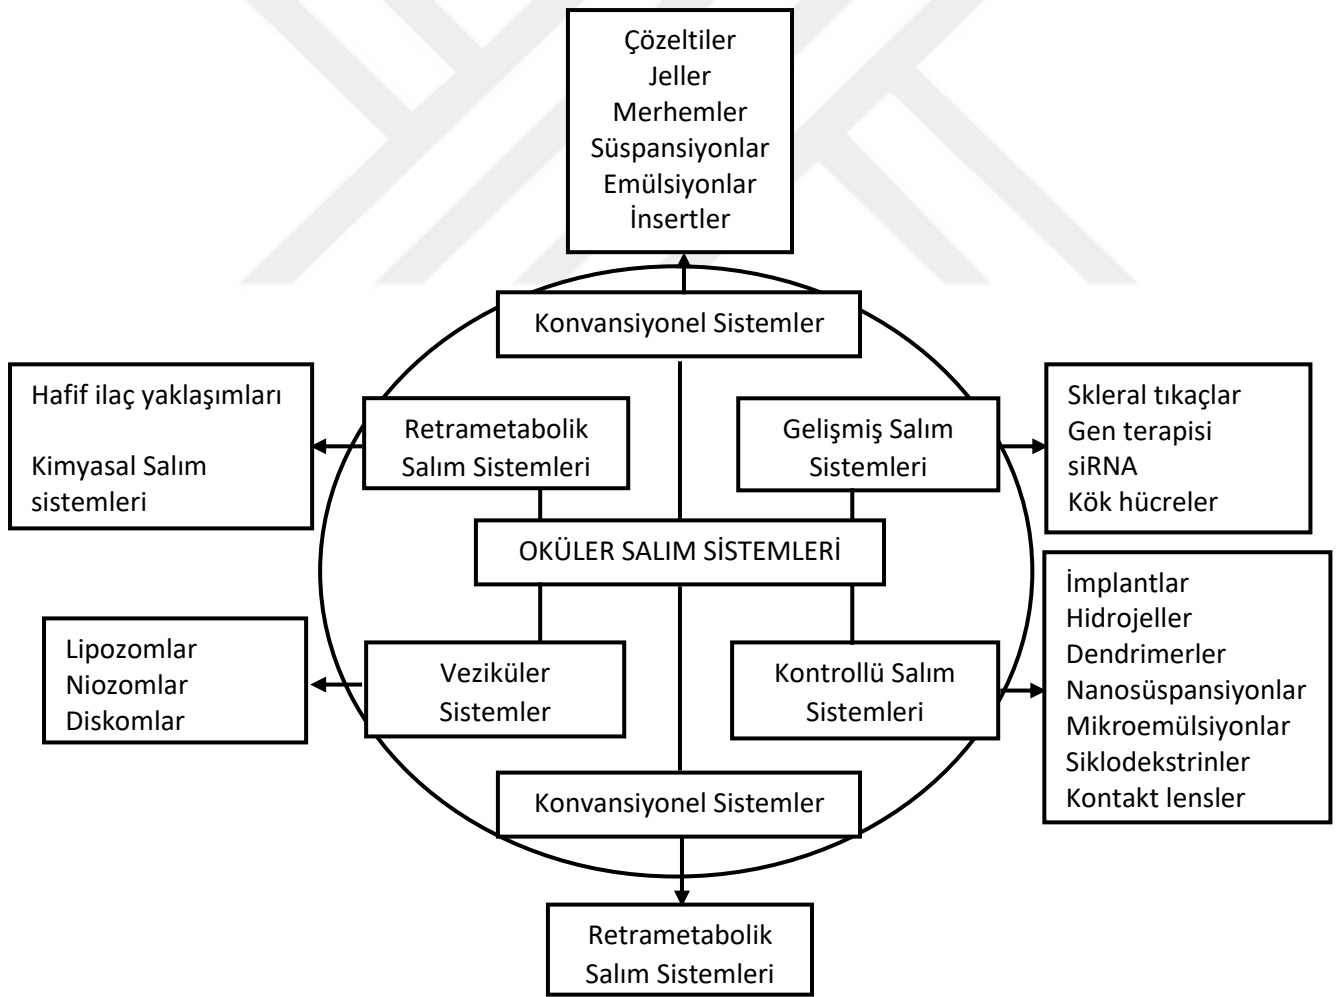 Çözeltiler
Jeller
Merhemler
Süspansiyonlar
Emülsiyonlar
İnsertler
Konvansiyonel Sistemler
Hafif ilaç yaklaşımları
Kimyasal Salım
sistemleri
Retrametabolik
Salım Sistemleri
Gelişmiş Salım
Sistemleri
Skleral tıkaçlar
Gen terapisi
siRNA
Kök hücreler
OKÜLER SALIM SİSTEMLERİ
Lipozomlar
Niozomlar
Diskomlar
Veziküler
Sistemler
Kontrollü Salım
Sistemleri
İmplantlar
Hidrojeller
Dendrimerler
Nanosüspansiyonlar
Mikroemülsiyonlar
Siklodekstrinler
Kontakt lensler
Konvansiyonel Sistemler
Retrametabolik
Salım Sistemleri